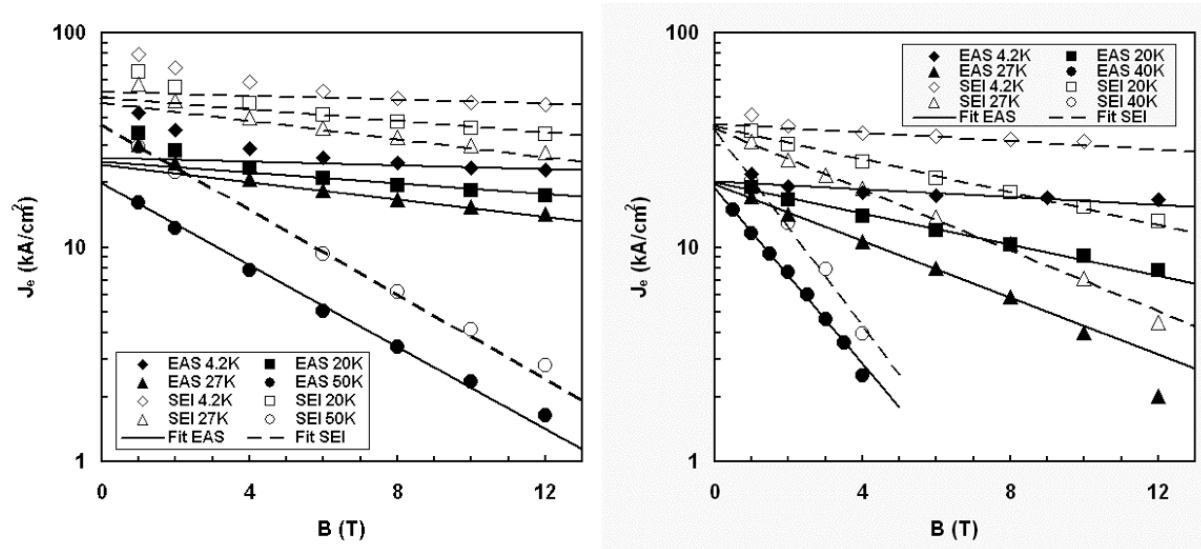 100
10
1
Jₑ (kA/cm²)
EAS 4.2K EAS 20K
EAS 27K EAS 50K
SEI 4.2K SEI 20K
SEI 27K SEI 50K
Fit EAS Fit SEI
0 4 8 12
B (T)
100
10
1
Jₑ (kA/cm²)
EAS 4.2K EAS 20K
EAS 27K EAS 40K
SEI 4.2K SEI 20K
SEI 27K SEI 40K
Fit EAS Fit SEI
0 4 8 12
B (T)